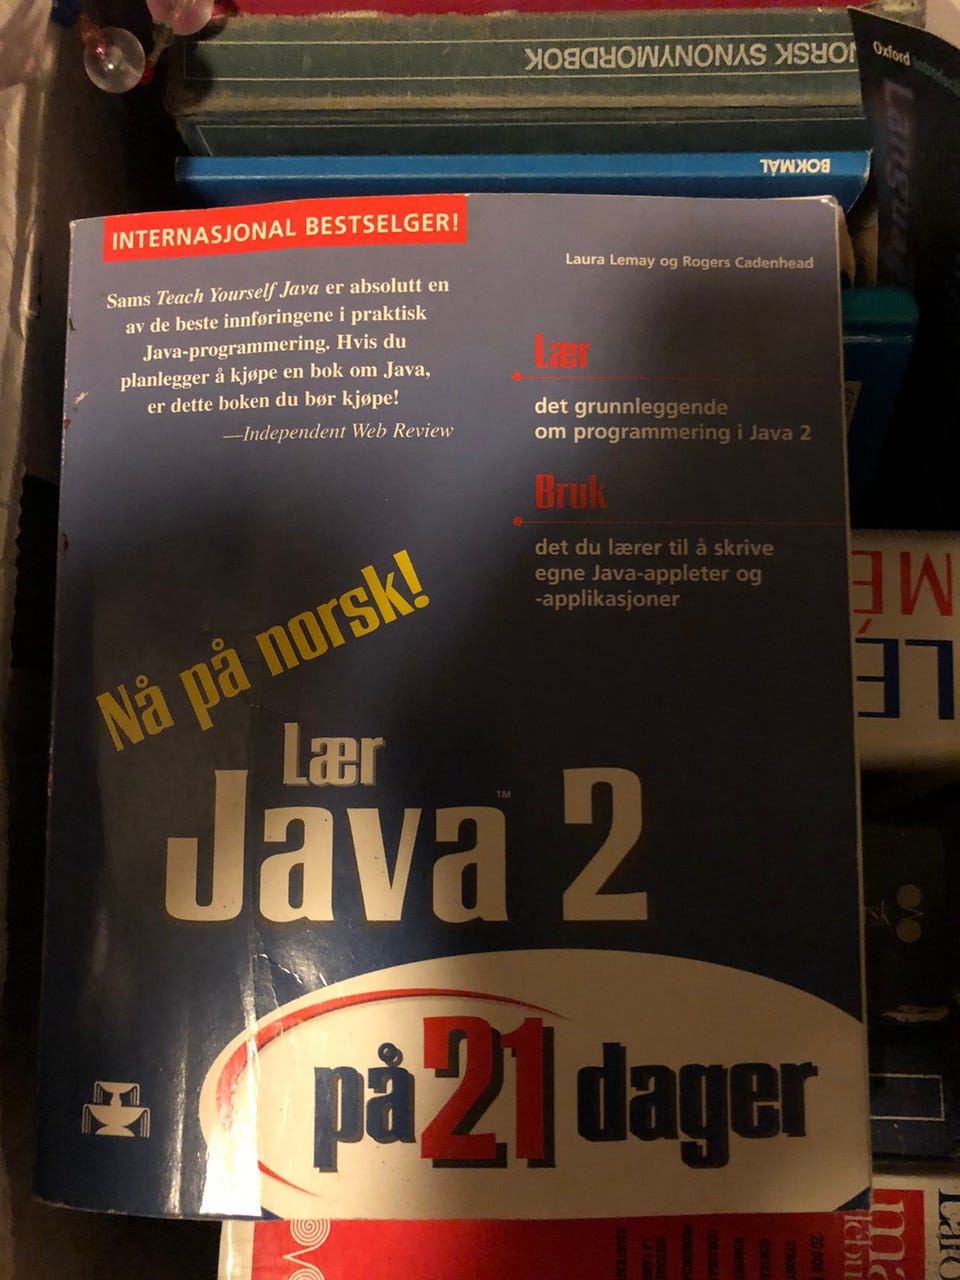 NORSK SYNONYMORDBOK
Oxford
BOKMÅL
INTERNASJONAL BESTSELGER!
Laura Lemay og Rogers Cadenhead
Sams Teach Yourself Java er absolutt en
av de beste innføringene i praktisk
Java-programmering. Hvis du
planlegger å kjøpe en bok om Java,
er dette boken du bør kjøpe!
—Independent Web Review
Lær
det grunnleggende
om programmering i Java 2
Bruk
det du lærer til å skrive
egne Java-appleter og
-applikasjoner
Nå på norsk!
Lær
Java™ 2
på 21 dager
MÉ
LE